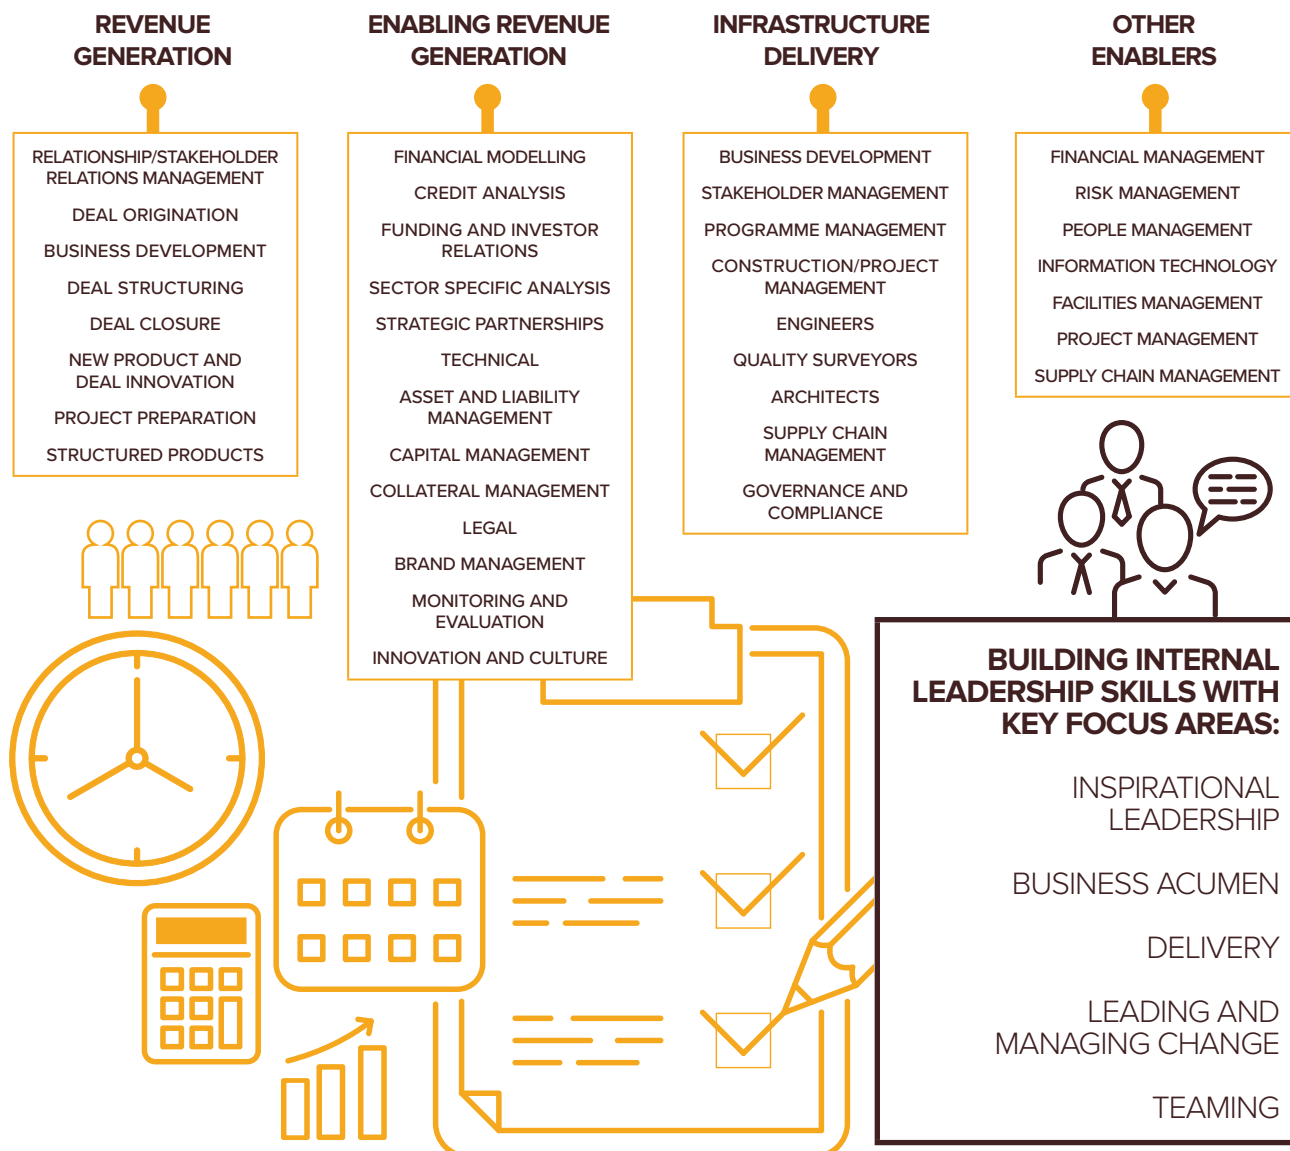 REVENUE
GENERATION
RELATIONSHIP/STAKEHOLDER
RELATIONS MANAGEMENT
DEAL ORIGINATION
BUSINESS DEVELOPMENT
DEAL STRUCTURING
DEAL CLOSURE
NEW PRODUCT AND
DEAL INNOVATION
PROJECT PREPARATION
STRUCTURED PRODUCTS
ENABLING REVENUE
GENERATION
FINANCIAL MODELLING
CREDIT ANALYSIS
FUNDING AND INVESTOR
RELATIONS
SECTOR SPECIFIC ANALYSIS
STRATEGIC PARTNERSHIPS
TECHNICAL
ASSET AND LIABILITY
MANAGEMENT
CAPITAL MANAGEMENT
COLLATERAL MANAGEMENT
LEGAL
BRAND MANAGEMENT
MONITORING AND
EVALUATION
INNOVATION AND CULTURE
INFRASTRUCTURE
DELIVERY
BUSINESS DEVELOPMENT
STAKEHOLDER MANAGEMENT
PROGRAMME MANAGEMENT
CONSTRUCTION/PROJECT
MANAGEMENT
ENGINEERS
QUALITY SURVEYORS
ARCHITECTS
SUPPLY CHAIN
MANAGEMENT
GOVERNANCE AND
COMPLIANCE
OTHER
ENABLERS
FINANCIAL MANAGEMENT
RISK MANAGEMENT
PEOPLE MANAGEMENT
INFORMATION TECHNOLOGY
FACILITIES MANAGEMENT
PROJECT MANAGEMENT
SUPPLY CHAIN MANAGEMENT
BUILDING INTERNAL
LEADERSHIP SKILLS WITH
KEY FOCUS AREAS:
INSPIRATIONAL
LEADERSHIP
BUSINESS ACUMEN
DELIVERY
LEADING AND
MANAGING CHANGE
TEAMING